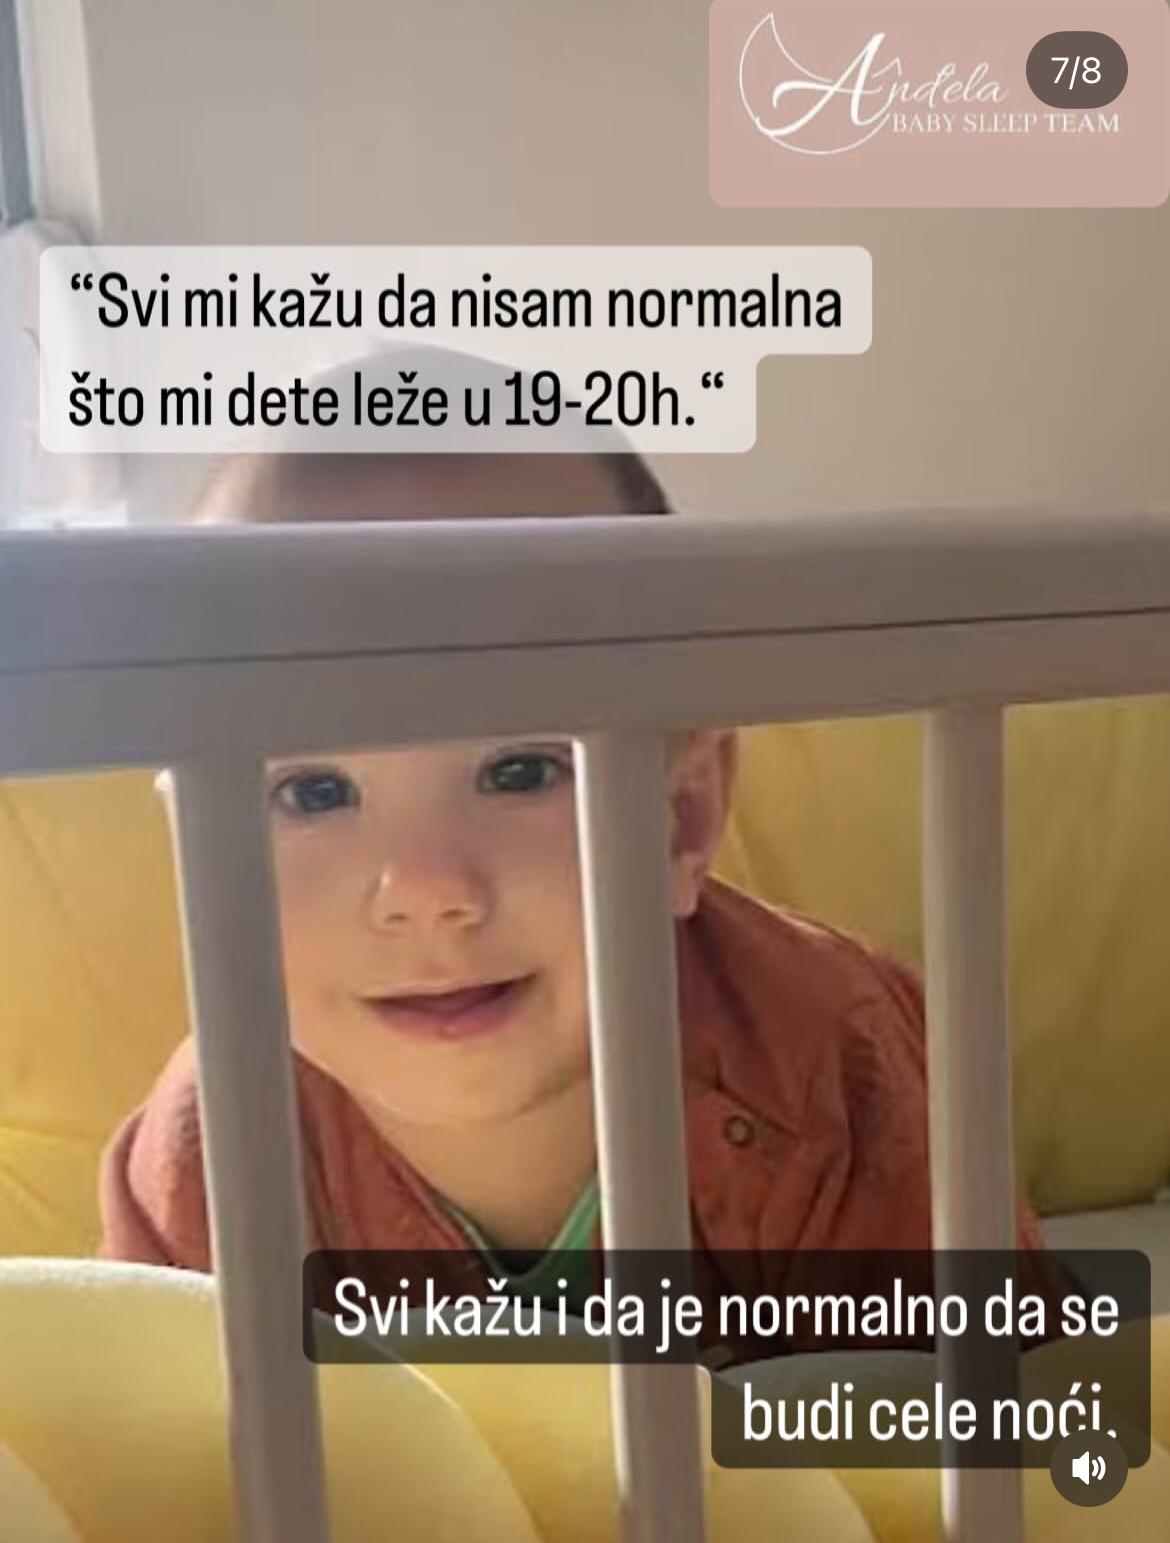 Anđela
BABY SLEEP TEAM
7/8
“Svi mi kažu da nisam normalna
što mi dete leže u 19-20h.“
Svi kažu i da je normalno da se
budi cele noći.